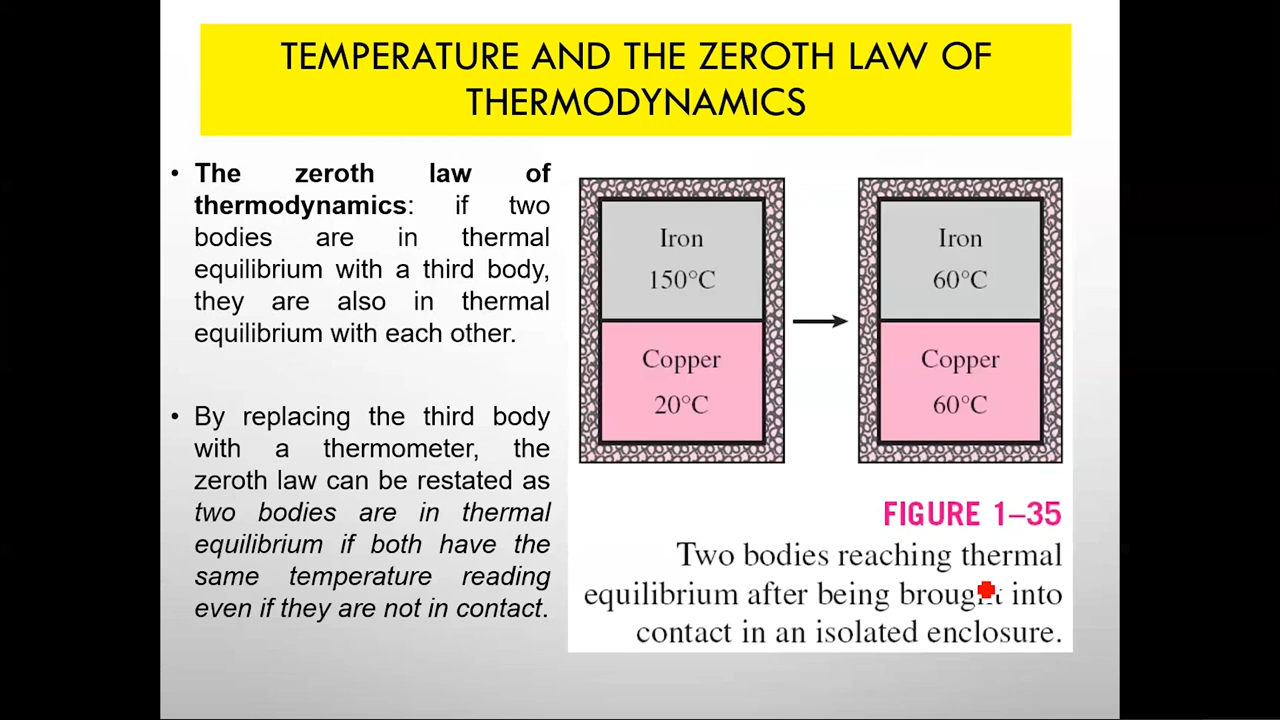 TEMPERATURE AND THE ZEROTH LAW OF
THERMODYNAMICS
• The zeroth law of
thermodynamics: if two
bodies are in thermal
equilibrium with a third body,
they are also in thermal
equilibrium with each other.
• By replacing the third body
with a thermometer, the
zeroth law can be restated as
two bodies are in thermal
equilibrium if both have the
same temperature reading
even if they are not in contact.
Iron
150°C
Copper
20°C
Iron
60°C
Copper
60°C
FIGURE 1–35
Two bodies reaching thermal
equilibrium after being brought into
contact in an isolated enclosure.